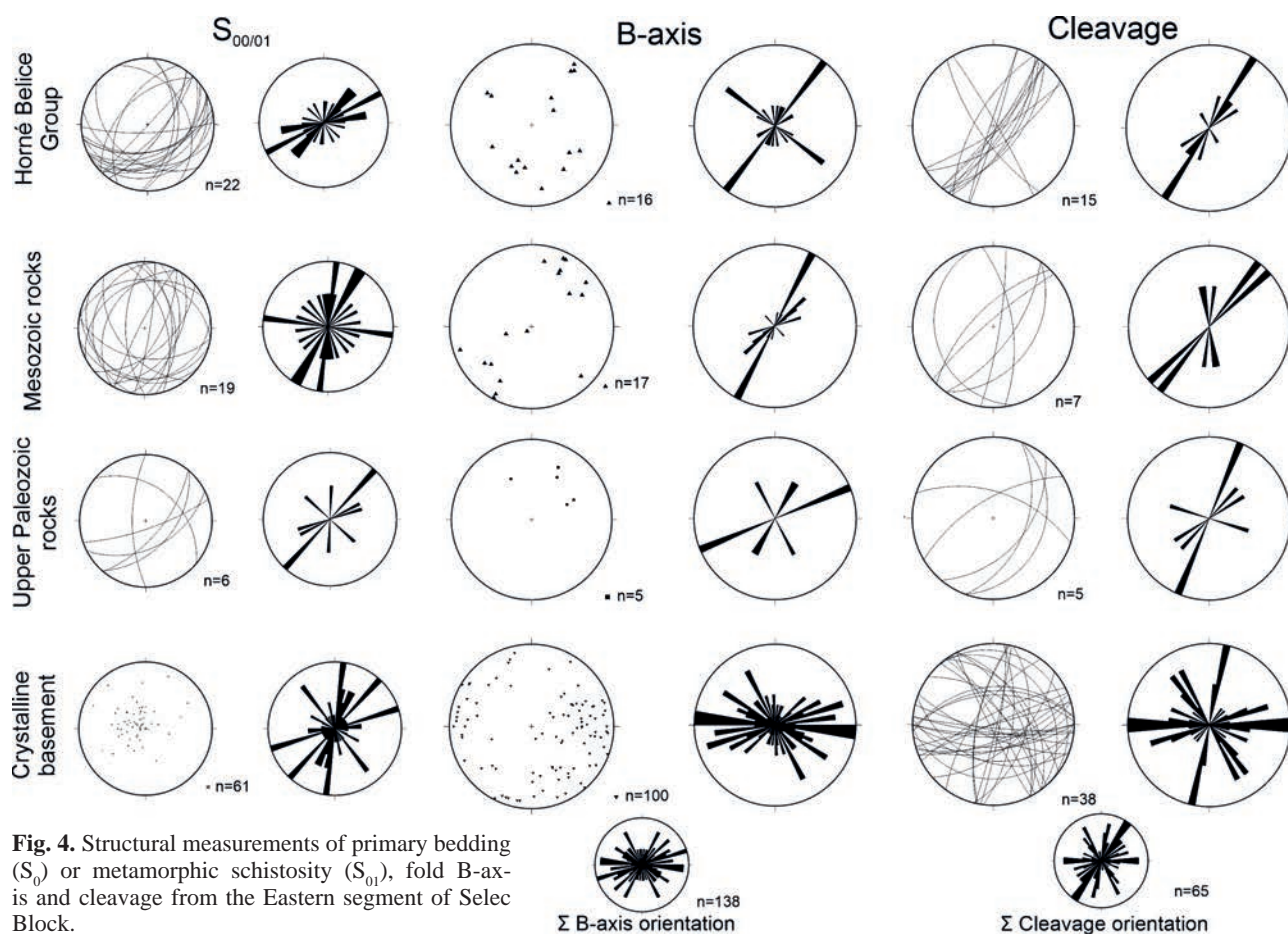 S00/01
B-axis
Cleavage
Horné Belice
Group
n=22
n=16
n=15
Mesozoic rocks
n=19
n=17
n=7
Upper Paleozoic
rocks
n=6
n=5
n=5
Crystalline
basement
n=61
n=100
n=38
Fig. 4. Structural measurements of primary bedding
(S0) or metamorphic schistosity (S01), fold B-ax-
is and cleavage from the Eastern segment of Selec
Block.
n=138
Σ B-axis orientation
n=65
Σ Cleavage orientation